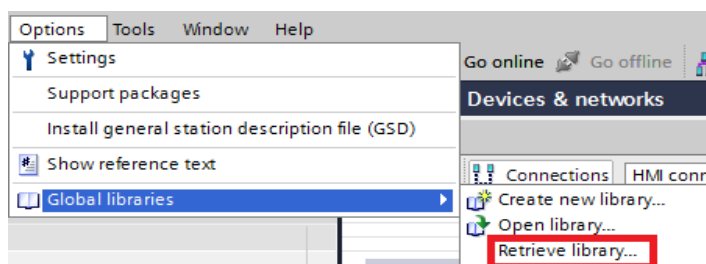 Options Tools Window Help
Settings
Go online Go offline
Support packages
Devices & networks
Install general station description file (GSD)
Show reference text
Connections HMI conn
Global libraries
Create new library...
Open library...
Retrieve library...